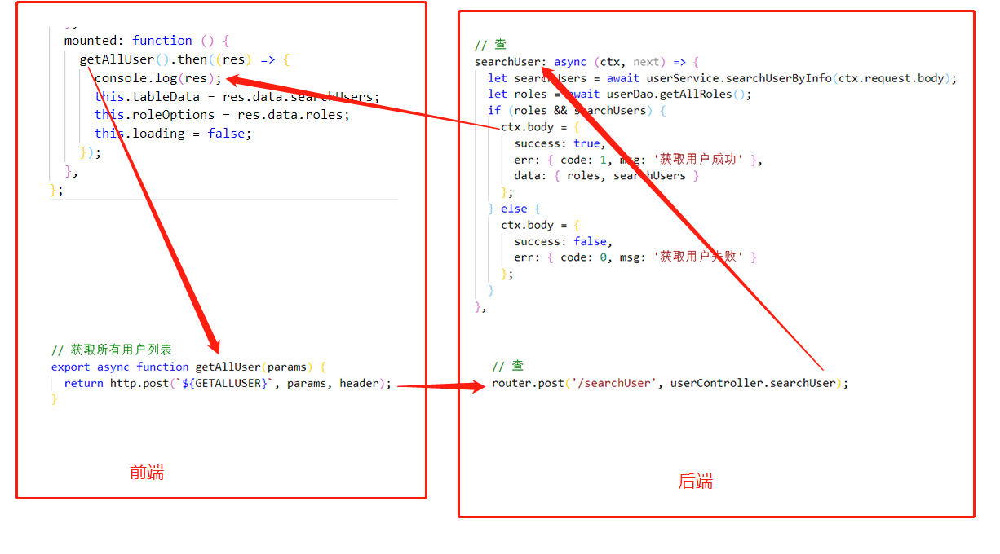 mounted: function () {
getAllUser().then((res) => {
console.log(res);
this.tableData = res.data.searchUsers;
this.roleOptions = res.data.roles;
this.loading = false;
});
},
};
// 获取所有用户列表
export async function getAllUser(params) {
return http.post(`${GETALLUSER}`, params, header);
}
前端
// 查
searchUser: async (ctx, next) => {
let searchUsers = await userService.searchUserByInfo(ctx.request.body);
let roles = await userDao.getAllRoles();
if (roles && searchUsers) {
ctx.body = {
success: true,
err: { code: 1, msg: '获取用户成功' },
data: { roles, searchUsers }
};
} else {
ctx.body = {
success: false,
err: { code: 0, msg: '获取用户失败' }
};
}
},
// 查
router.post('/searchUser', userController.searchUser);
后端